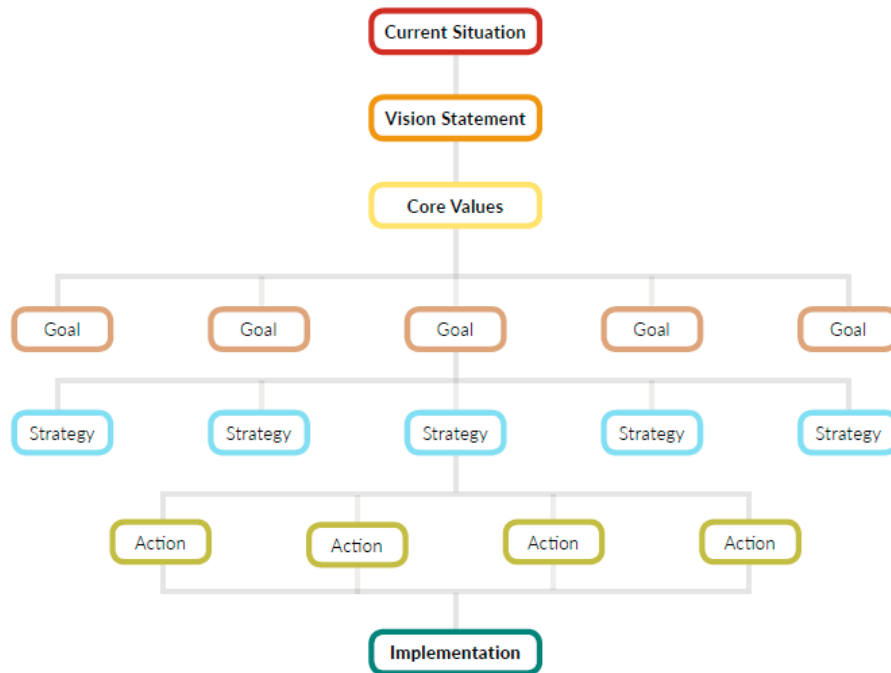 Current Situation
Vision Statement
Core Values
Goal Goal Goal Goal Goal
Strategy Strategy Strategy Strategy Strategy
Action Action Action Action
Implementation